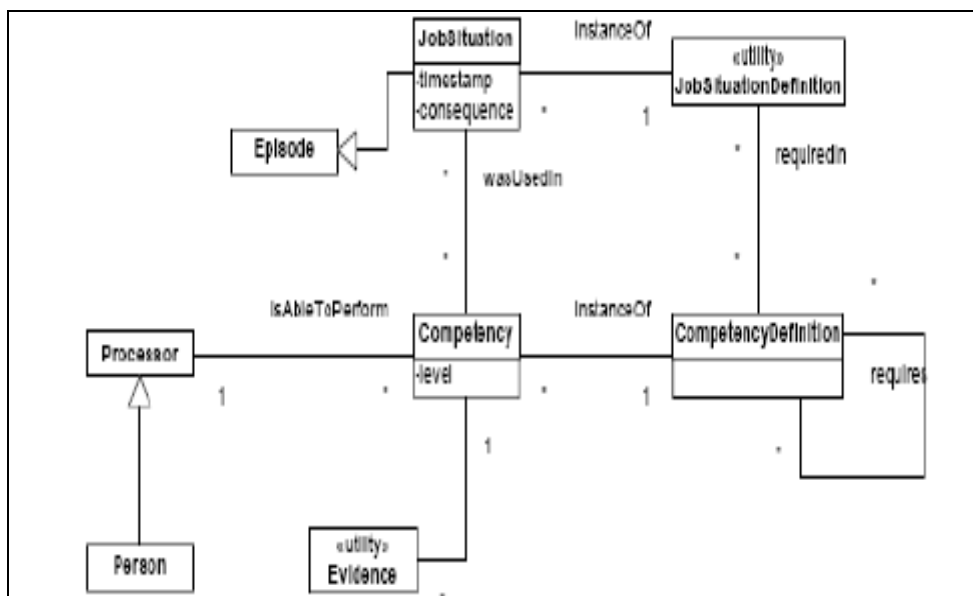 JobSituation
-timestamp
-consequence
InstanceOf
«utility»
JobSituationDefinition
*
1
Episode
*
wasUsedIn
*
*
requiredIn
*
IsAbleToPerform
InstanceOf
*
Processor
1
*
Competency
-level
*
1
CompetencyDefinition
requires
*
1
Person
«utility»
Evidence
*